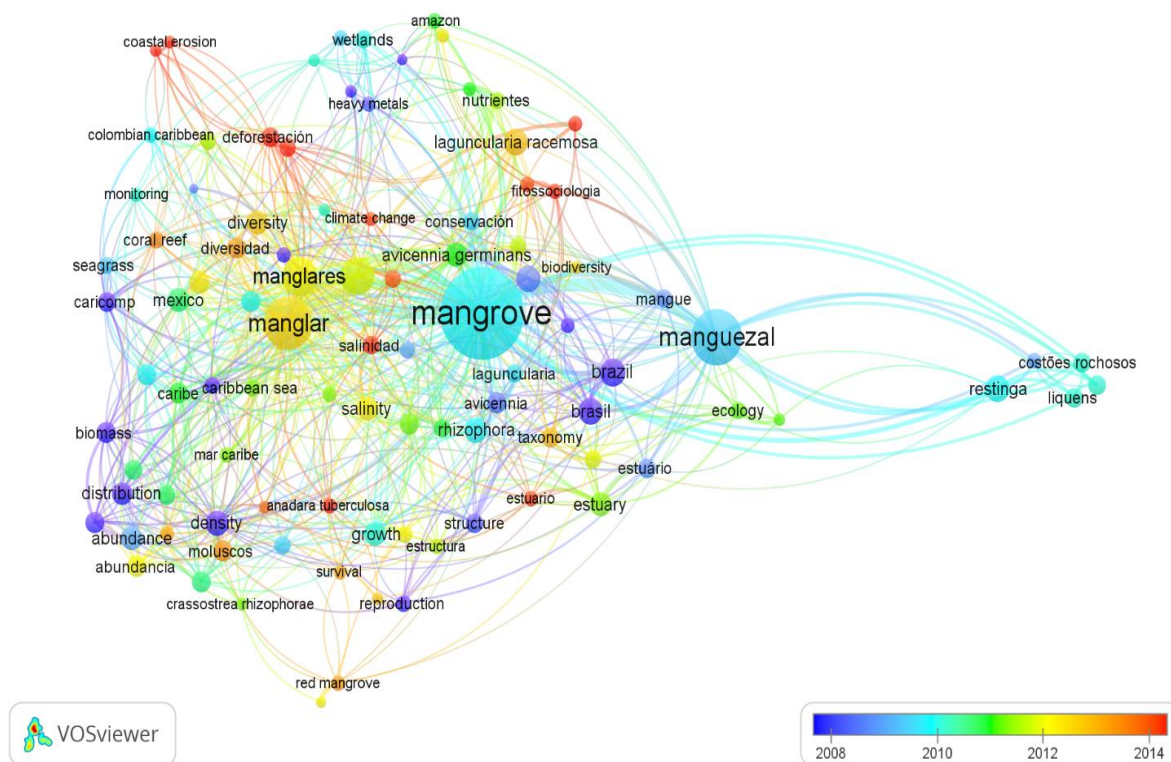 amazon
coastal erosion
wetlands
heavy metals
nutrientes
colombian caribbean
deforestación
laguncularia racemosa
monitoring
fitossociologia
diversity
climate change
conservación
coral reef
diversidad
avicennia germinans
seagrass
biodiversity
manglares
caricomp
mexico
mangue
mangrove
manglar
manguezal
salinidad
costões rochosos
laguncularia
brazil
restinga
caribe
caribbean sea
liquens
avicennia
brasil
salinity
ecology
biomass
rhizophora
taxonomy
mar caribe
estuário
distribution
anadara tuberculosa
estuario
estuary
density
structure
abundance
growth
moluscos
estructura
abundancia
survival
crassostrea rhizophorae
reproduction
red mangrove
VOSviewer
2008 2010 2012 2014